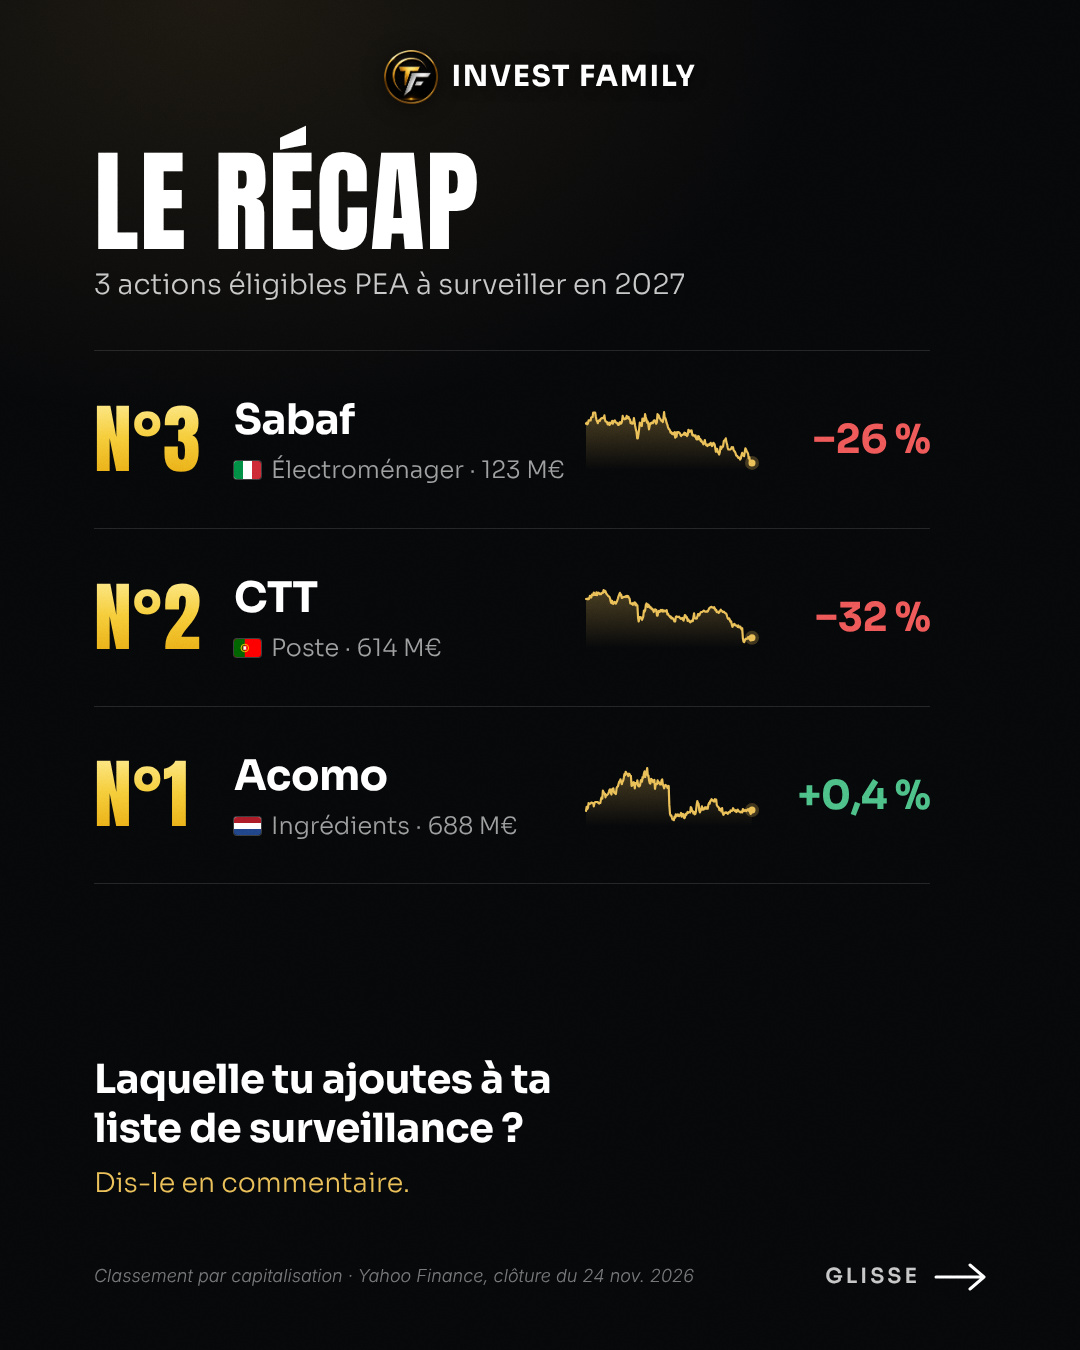 INVEST FAMILY
LE RÉCAP
3 actions éligibles PEA à surveiller en 2027
N°3
Sabaf
Électroménager · 123 M€
−26 %
N°2
CTT
Poste · 614 M€
−32 %
N°1
Acomo
Ingrédients · 688 M€
+0,4 %
Laquelle tu ajoutes à ta
liste de surveillance ?
Dis-le en commentaire.
Classement par capitalisation · Yahoo Finance, clôture du 24 nov. 2026
GLISSE